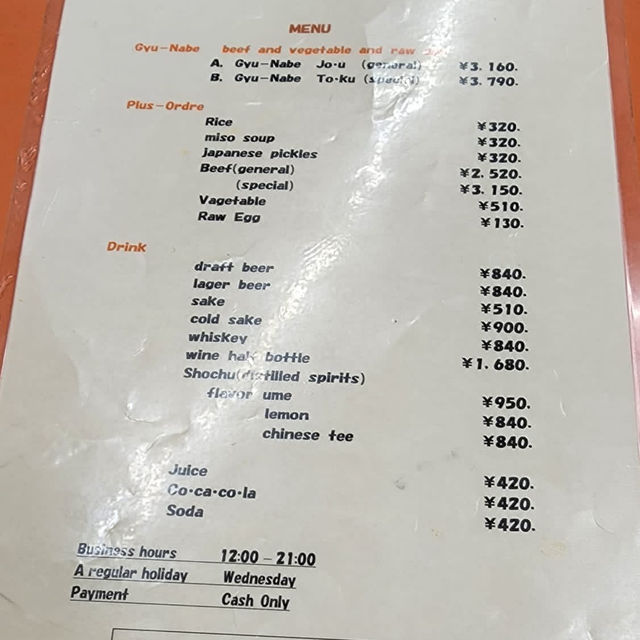 MENU
Gyu-Nabe beef and vegetable and raw
A. Gyu-Nabe Jo・u (general) ¥3.160.
B. Gyu-Nabe To・ku (special) ¥3.790.
Plus-Ordre
Rice ¥320.
miso soup ¥320.
japanese pickles ¥320.
Beef(general) ¥2.520.
(special) ¥3.150.
Vagetable ¥510.
Raw Egg ¥130.
Drink
draft beer ¥840.
lager beer ¥840.
sake ¥510.
cold sake ¥900.
whiskey ¥840.
wine half bottle ¥1.680.
Shochu(distilled spirits)
flavor ume ¥950.
lemon ¥840.
chinese tee ¥840.
Juice ¥420.
Co・ca・co・la ¥420.
Soda ¥420.
Business hours 12:00-21:00
A regular holiday Wednesday
Payment Cash Only